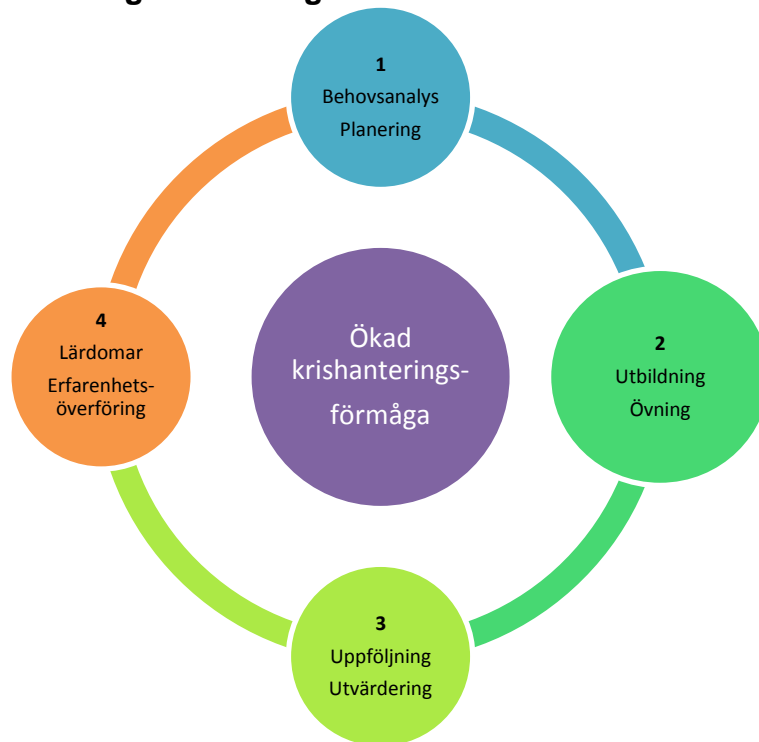 1
Behovsanalys
Planering
2
Utbildning
Övning
3
Uppföljning
Utvärdering
4
Lärdomar
Erfarenhets-
överföring
Ökad
krishanterings-
förmåga